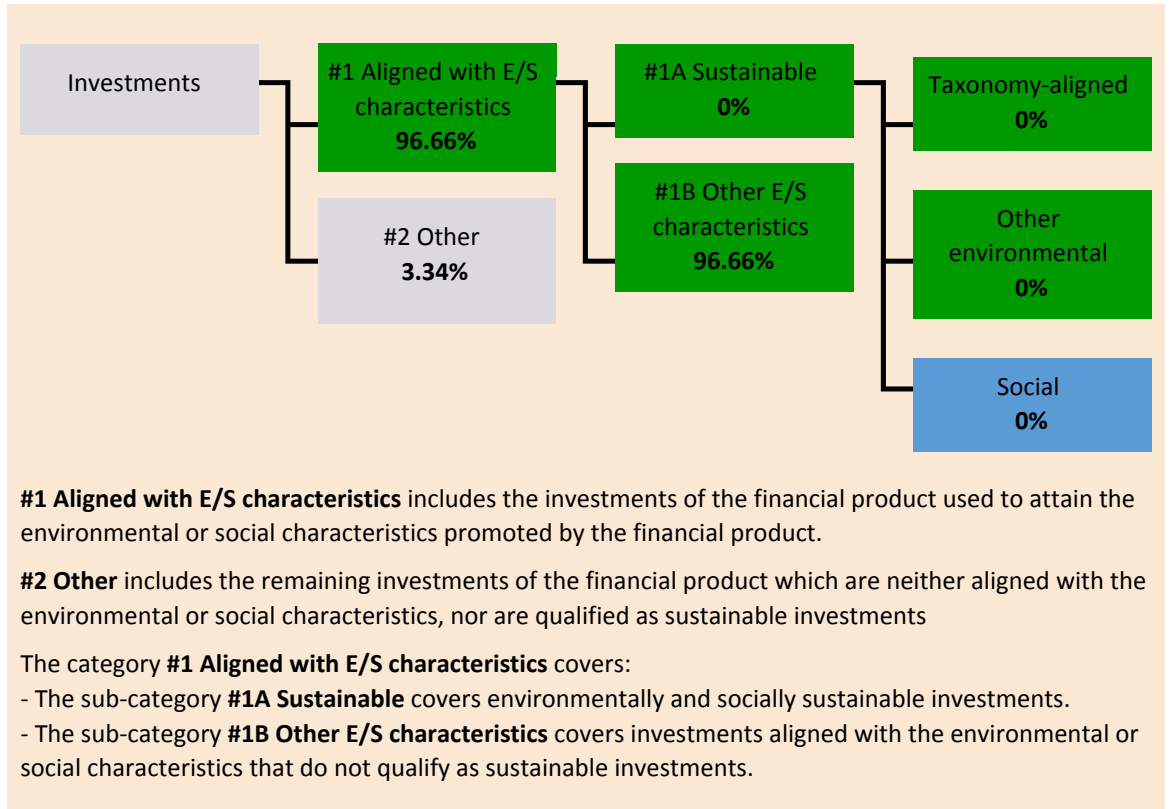 Investments
#1 Aligned with E/S
characteristics
96.66%
#2 Other
3.34%
#1A Sustainable
0%
#1B Other E/S
characteristics
96.66%
Taxonomy-aligned
0%
Other
environmental
0%
Social
0%
#1 Aligned with E/S characteristics includes the investments of the financial product used to attain the
environmental or social characteristics promoted by the financial product.
#2 Other includes the remaining investments of the financial product which are neither aligned with the
environmental or social characteristics, nor are qualified as sustainable investments
The category #1 Aligned with E/S characteristics covers:
- The sub-category #1A Sustainable covers environmentally and socially sustainable investments.
- The sub-category #1B Other E/S characteristics covers investments aligned with the environmental or
social characteristics that do not qualify as sustainable investments.